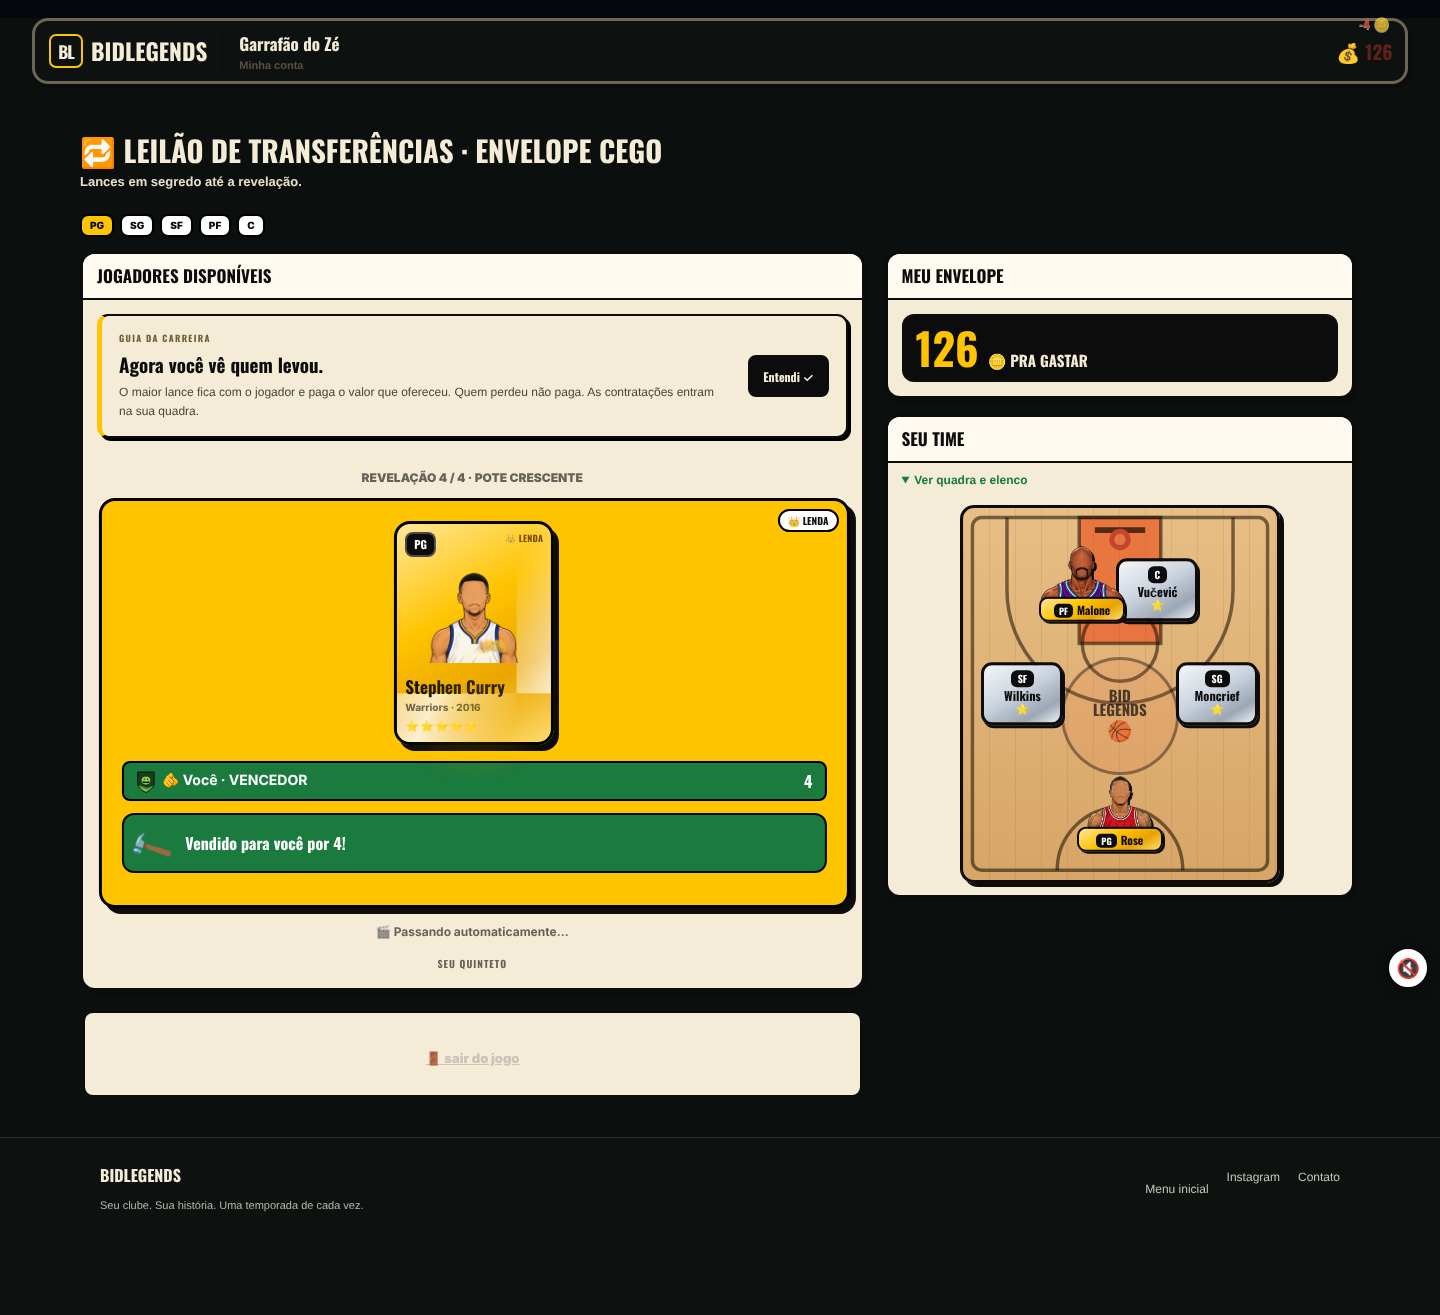 -4
BL BIDLEGENDS
Garrafão do Zé
Minha conta
126
LEILÃO DE TRANSFERÊNCIAS · ENVELOPE CEGO
Lances em segredo até a revelação.
PG SG SF PF C
JOGADORES DISPONÍVEIS
GUIA DA CARREIRA
Agora você vê quem levou.
O maior lance fica com o jogador e paga o valor que ofereceu. Quem perdeu não paga. As contratações entram
na sua quadra.
Entendi ✓
REVELAÇÃO 4 / 4 · POTE CRESCENTE
LENDA
PG
LENDA
Stephen Curry
Warriors · 2016
Você · VENCEDOR 4
Vendido para você por 4!
Passando automaticamente...
SEU QUINTETO
sair do jogo
MEU ENVELOPE
126 PRA GASTAR
SEU TIME
▼ Ver quadra e elenco
C
Vučević
PF Malone
SF
Wilkins
SG
Moncrief
BID
LEGENDS
PG Rose
BIDLEGENDS
Seu clube. Sua história. Uma temporada de cada vez.
Menu inicial
Instagram
Contato